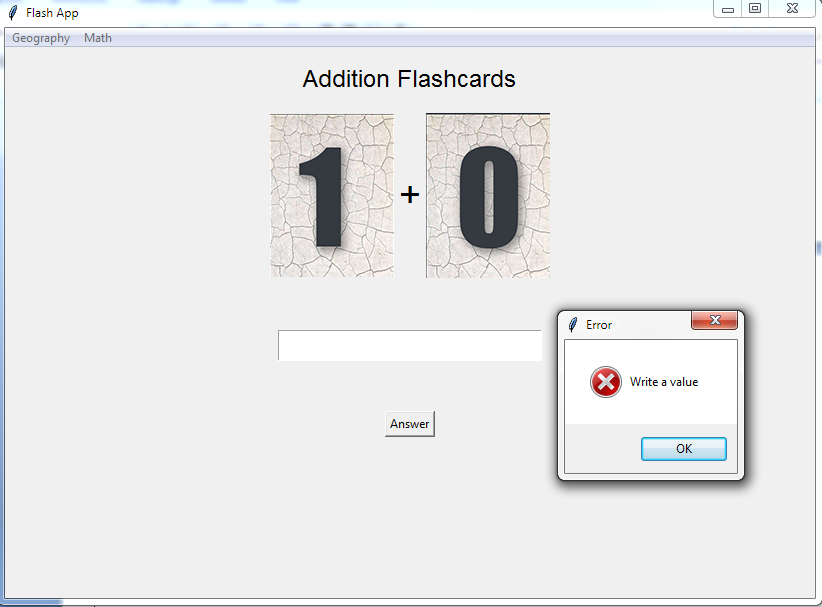 Flash App
Geography Math
Addition Flashcards
1 + 0
Error
Write a value
Answer
OK